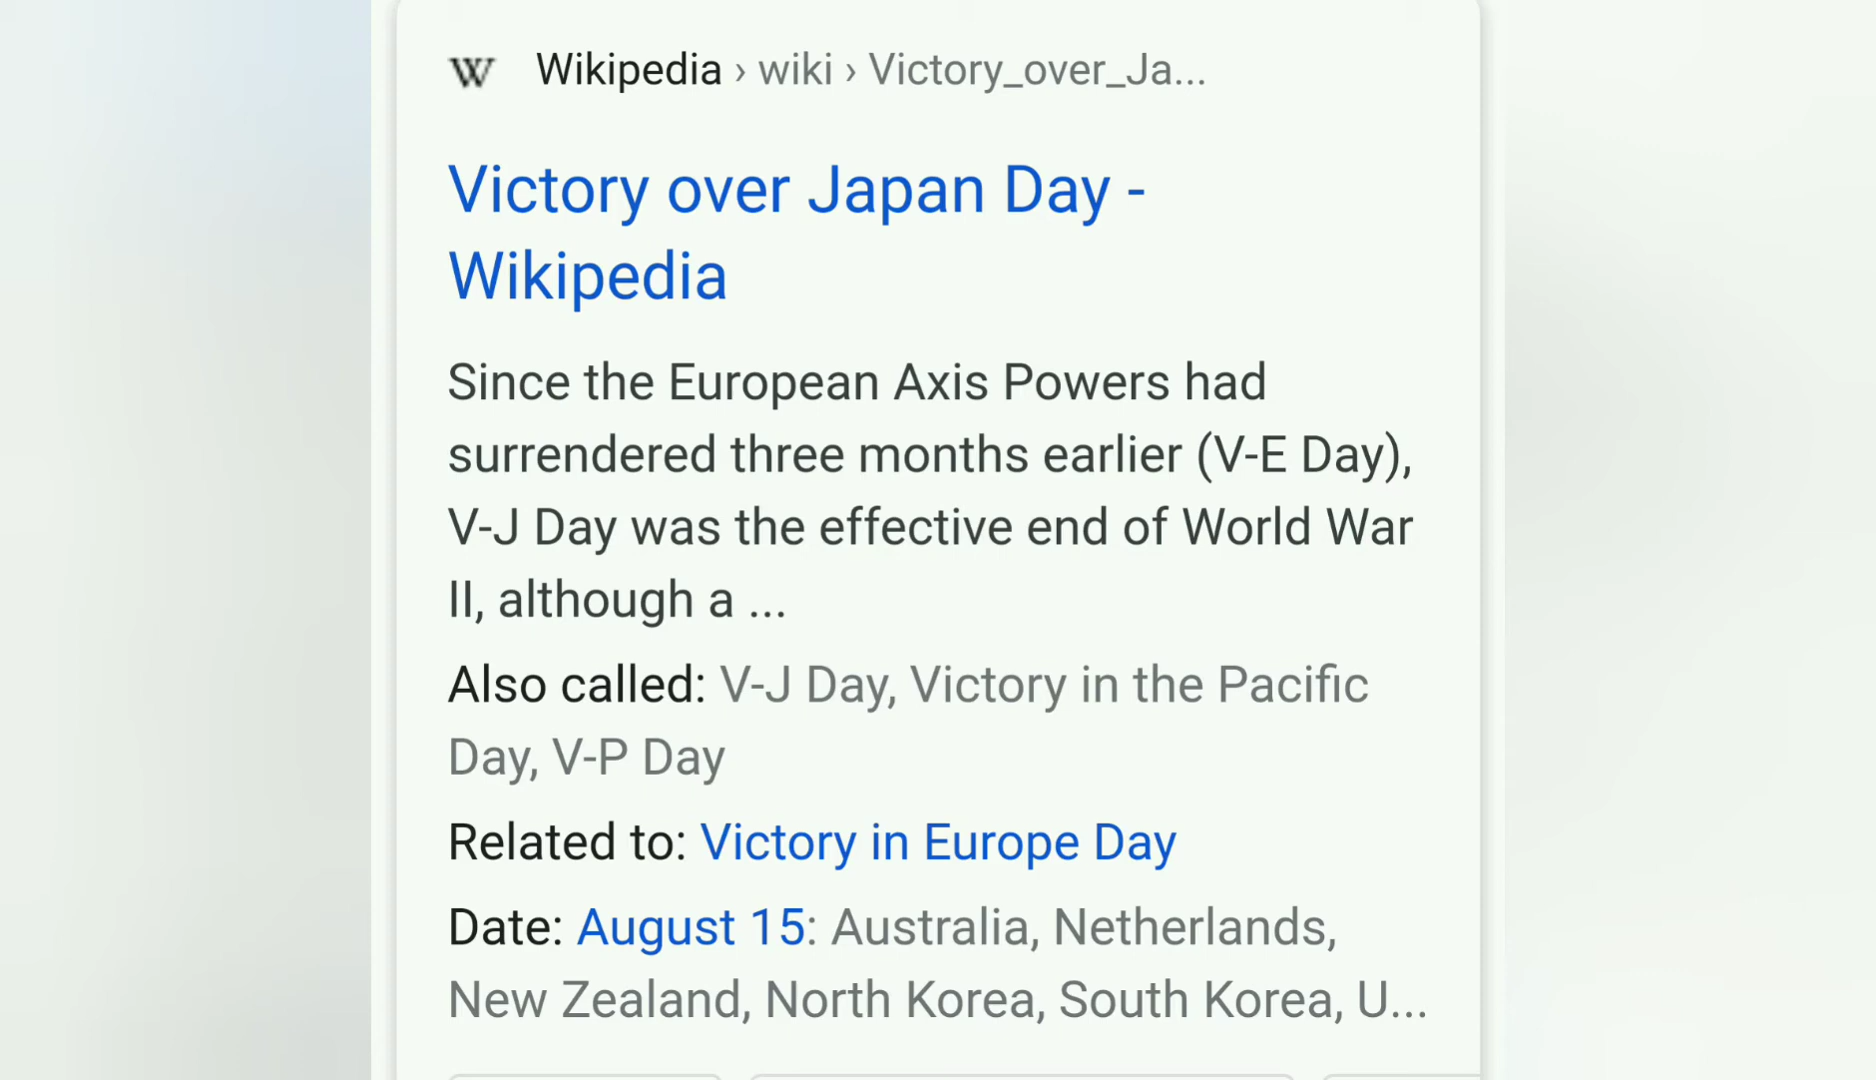 W Wikipedia › wiki › Victory_over_Ja...
Victory over Japan Day -
Wikipedia
Since the European Axis Powers had
surrendered three months earlier (V-E Day),
V-J Day was the effective end of World War
II, although a ...
Also called: V-J Day, Victory in the Pacific
Day, V-P Day
Related to: Victory in Europe Day
Date: August 15: Australia, Netherlands,
New Zealand, North Korea, South Korea, U...